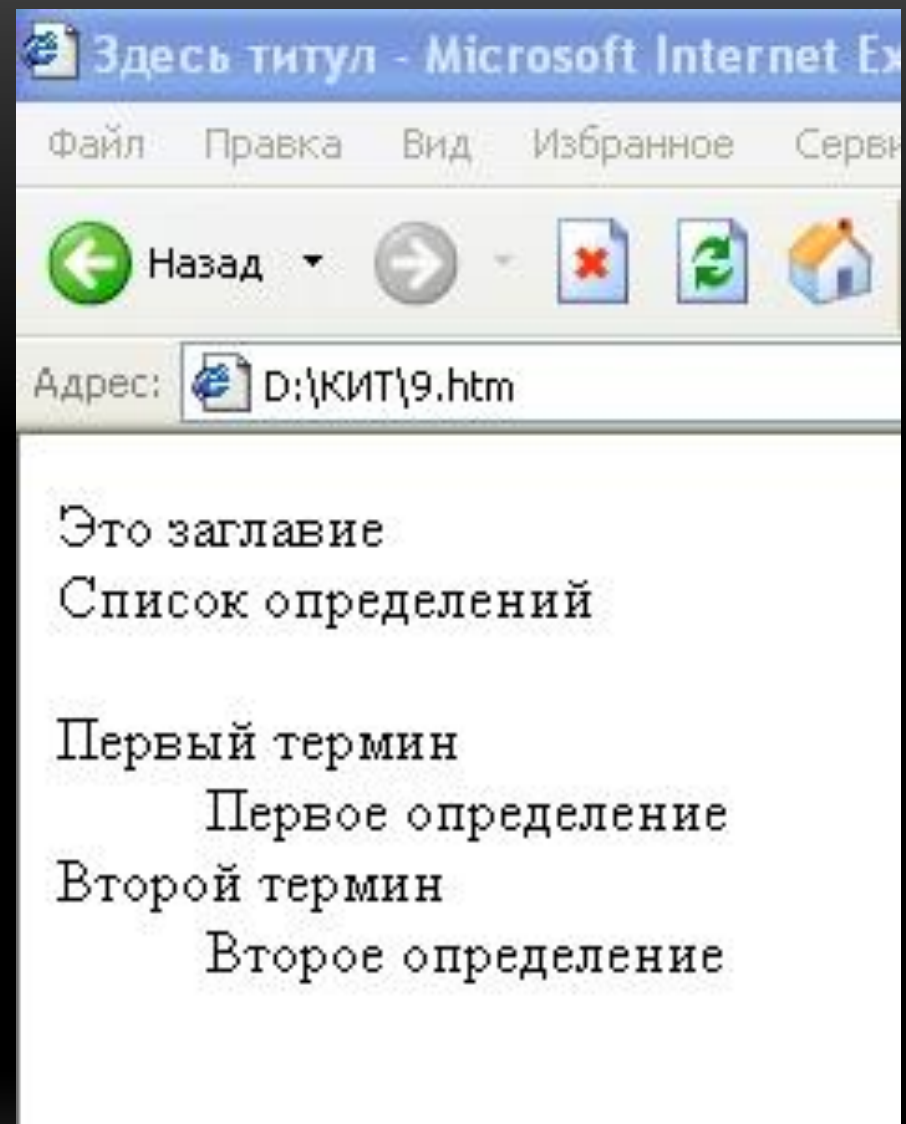 Здесь титул - Microsoft Internet Ex
Файл Правка Вид Избранное Серви
Назад
Адрес: D:\КИТ\9.htm
Это заглавие
Список определений
Первый термин
Первое определение
Второй термин
Второе определение